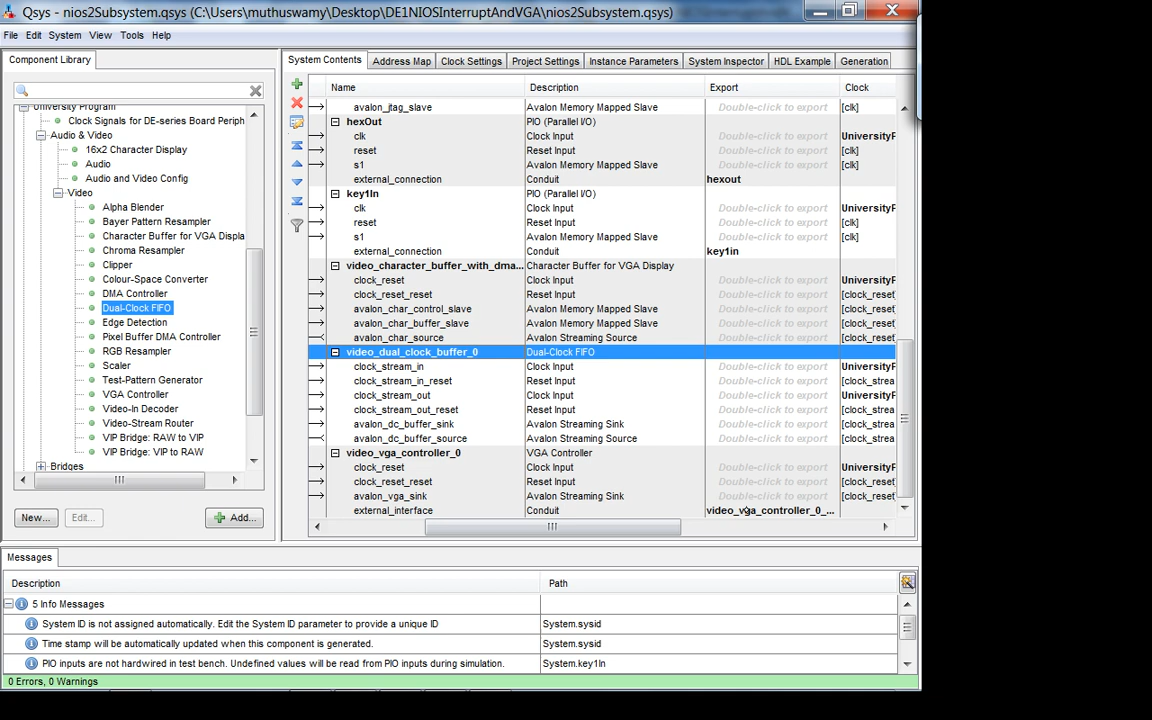 Qsys - nios2Subsystem.qsys (C:\Users\muthuswamy\Desktop\DE1NIOSInterruptAndVGA\nios2Subsystem.qsys)
File Edit System View Tools Help
Component Library
University Program
Clock Signals for DE-series Board Periph
Audio & Video
16x2 Character Display
Audio
Audio and Video Config
Video
Alpha Blender
Bayer Pattern Resampler
Character Buffer for VGA Displa
Chroma Resampler
Clipper
Colour-Space Converter
DMA Controller
Dual-Clock FIFO
Edge Detection
Pixel Buffer DMA Controller
RGB Resampler
Scaler
Test-Pattern Generator
VGA Controller
Video-In Decoder
Video-Stream Router
VIP Bridge: RAW to VIP
VIP Bridge: VIP to RAW
Bridges
New... Edit... Add...
System Contents Address Map Clock Settings Project Settings Instance Parameters System Inspector HDL Example Generation
Name Description Export Clock
avalon_jtag_slave Avalon Memory Mapped Slave Double-click to export [clk]
hexOut PIO (Parallel I/O)
clk Clock Input Double-click to export UniversityP
reset Reset Input Double-click to export [clk]
s1 Avalon Memory Mapped Slave Double-click to export [clk]
external_connection Conduit hexout
key1In PIO (Parallel I/O)
clk Clock Input Double-click to export UniversityP
reset Reset Input Double-click to export [clk]
s1 Avalon Memory Mapped Slave Double-click to export [clk]
external_connection Conduit key1in
video_character_buffer_with_dma... Character Buffer for VGA Display
clock_reset Clock Input Double-click to export UniversityP
clock_reset_reset Reset Input Double-click to export [clock_reset]
avalon_char_control_slave Avalon Memory Mapped Slave Double-click to export [clock_reset]
avalon_char_buffer_slave Avalon Memory Mapped Slave Double-click to export [clock_reset]
avalon_char_source Avalon Streaming Source Double-click to export [clock_reset]
video_dual_clock_buffer_0 Dual-Clock FIFO
clock_stream_in Clock Input Double-click to export UniversityP
clock_stream_in_reset Reset Input Double-click to export [clock_strea
clock_stream_out Clock Input Double-click to export UniversityP
clock_stream_out_reset Reset Input Double-click to export [clock_strea
avalon_dc_buffer_sink Avalon Streaming Sink Double-click to export [clock_strea
avalon_dc_buffer_source Avalon Streaming Source Double-click to export [clock_strea
video_vga_controller_0 VGA Controller
clock_reset Clock Input Double-click to export UniversityP
clock_reset_reset Reset Input Double-click to export [clock_reset]
avalon_vga_sink Avalon Streaming Sink Double-click to export [clock_reset]
external_interface Conduit video_vga_controller_0_...
Messages
Description Path
5 Info Messages
System ID is not assigned automatically. Edit the System ID parameter to provide a unique ID System.sysid
Time stamp will be automatically updated when this component is generated. System.sysid
PIO inputs are not hardwired in test bench. Undefined values will be read from PIO inputs during simulation. System.key1In
0 Errors, 0 Warnings